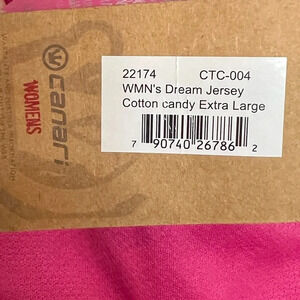 22174 CTC-004
WMN's Dream Jersey
Cotton candy Extra Large
7 90740 26786 2
canari
WOMENS